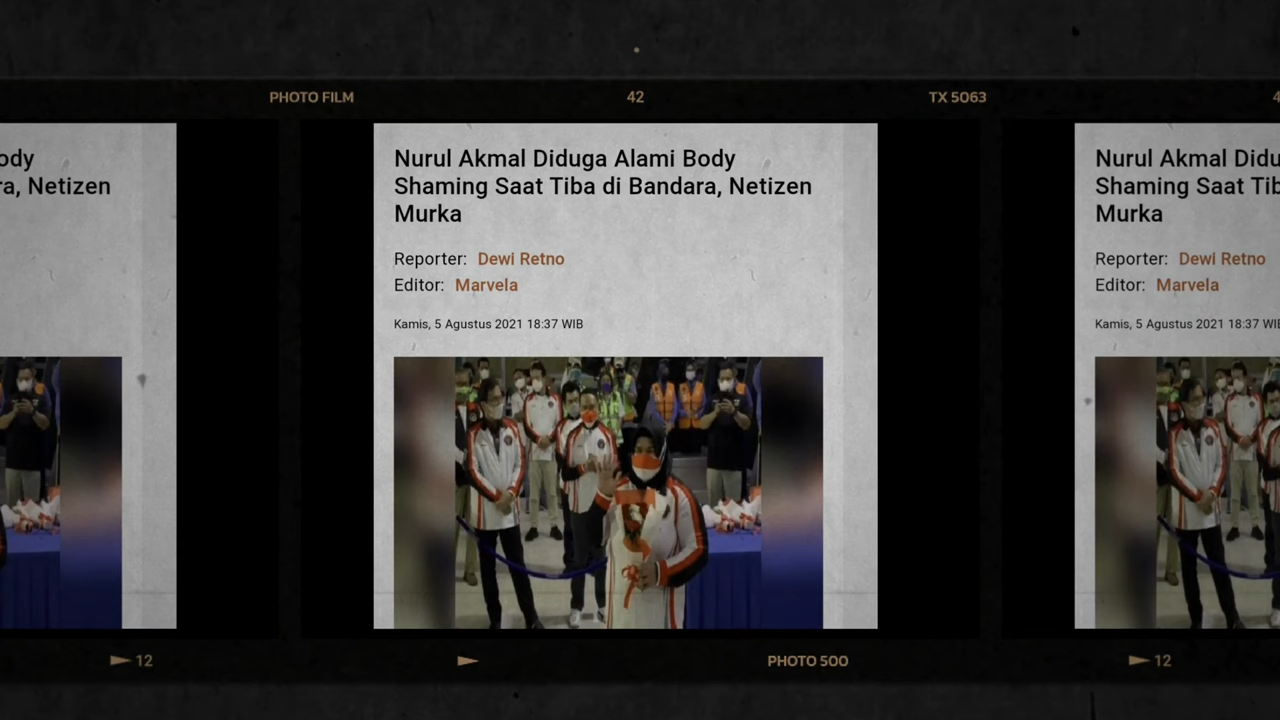 PHOTO FILM
42
TX 5063
4
ody
ra, Netizen
Nurul Akmal Diduga Alami Body
Shaming Saat Tiba di Bandara, Netizen
Murka
Reporter: Dewi Retno
Editor: Marvela
Kamis, 5 Agustus 2021 18:37 WIB
Nurul Akmal Didu
Shaming Saat Tib
Murka
Reporter: Dewi Retno
Editor: Marvela
Kamis, 5 Agustus 2021 18:37 WIB
12
PHOTO 500
12